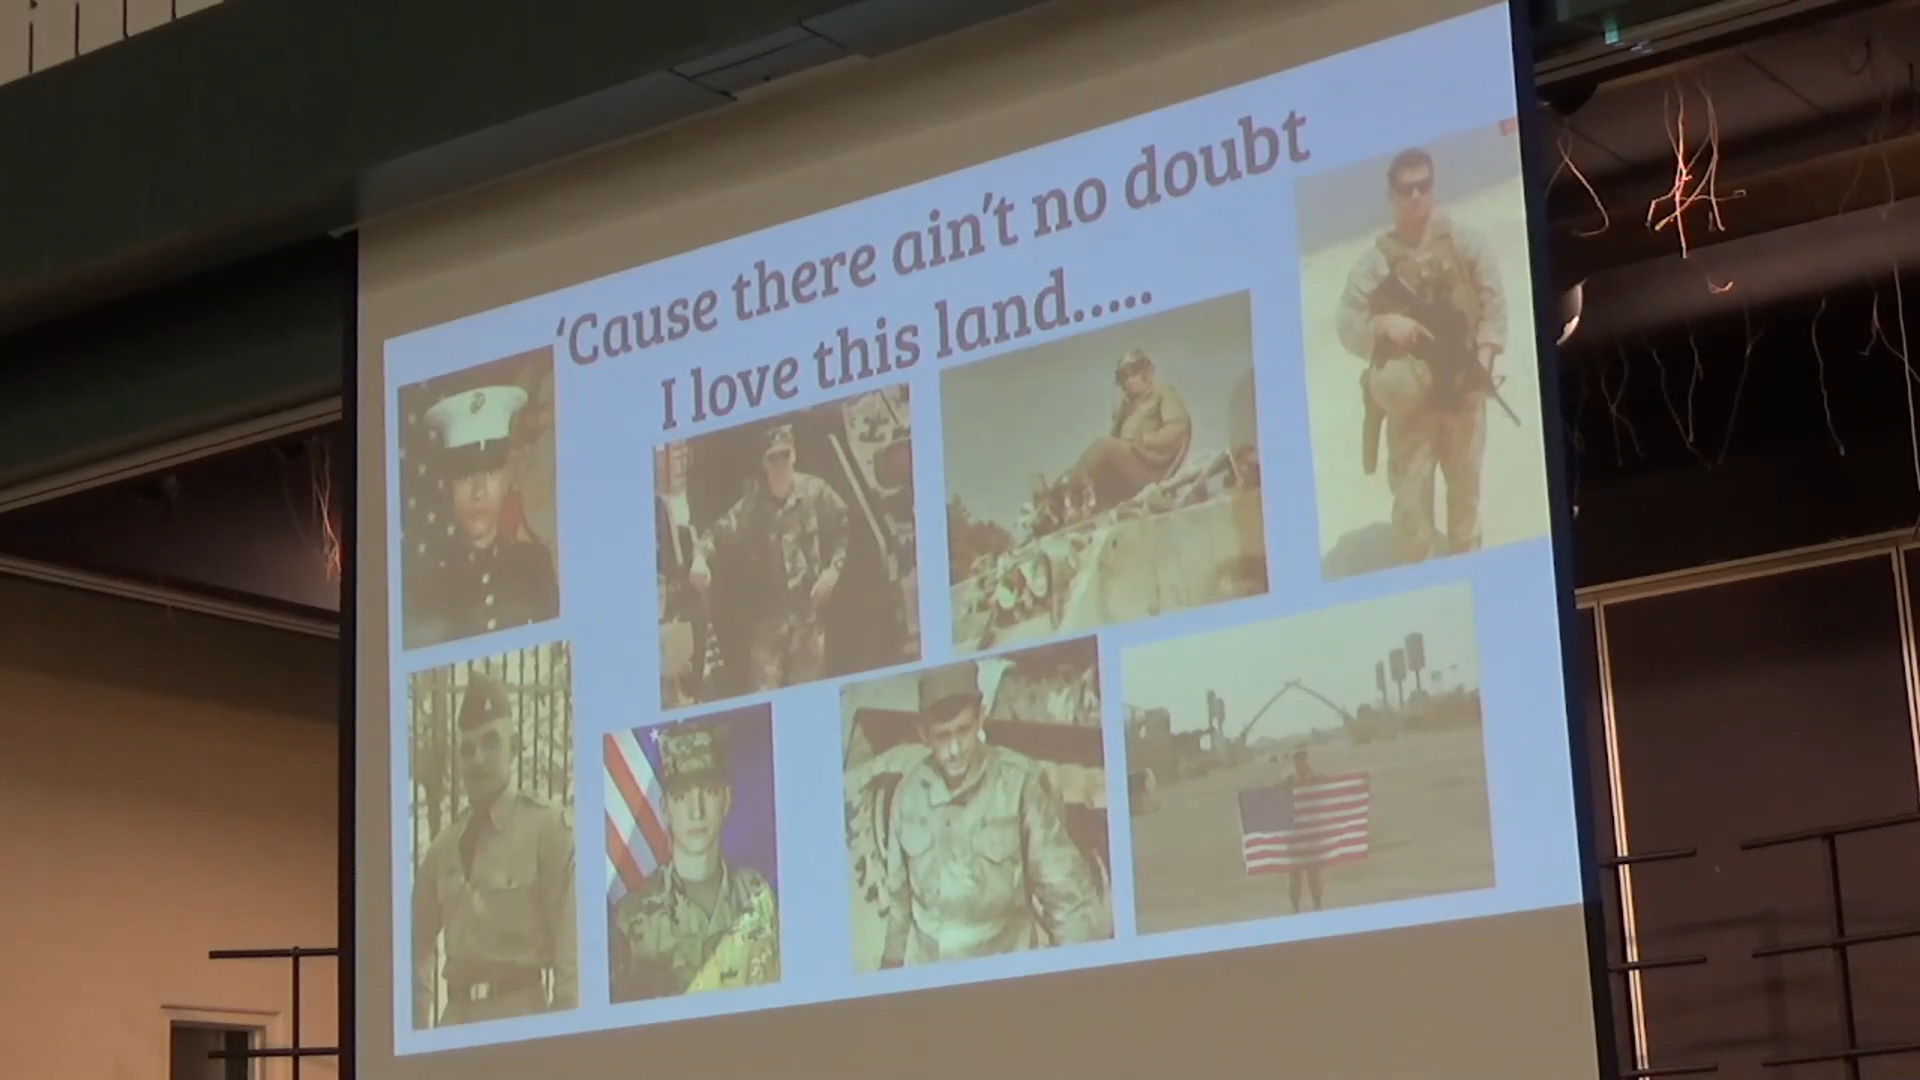 ‘Cause there ain’t no doubt
I love this land.....